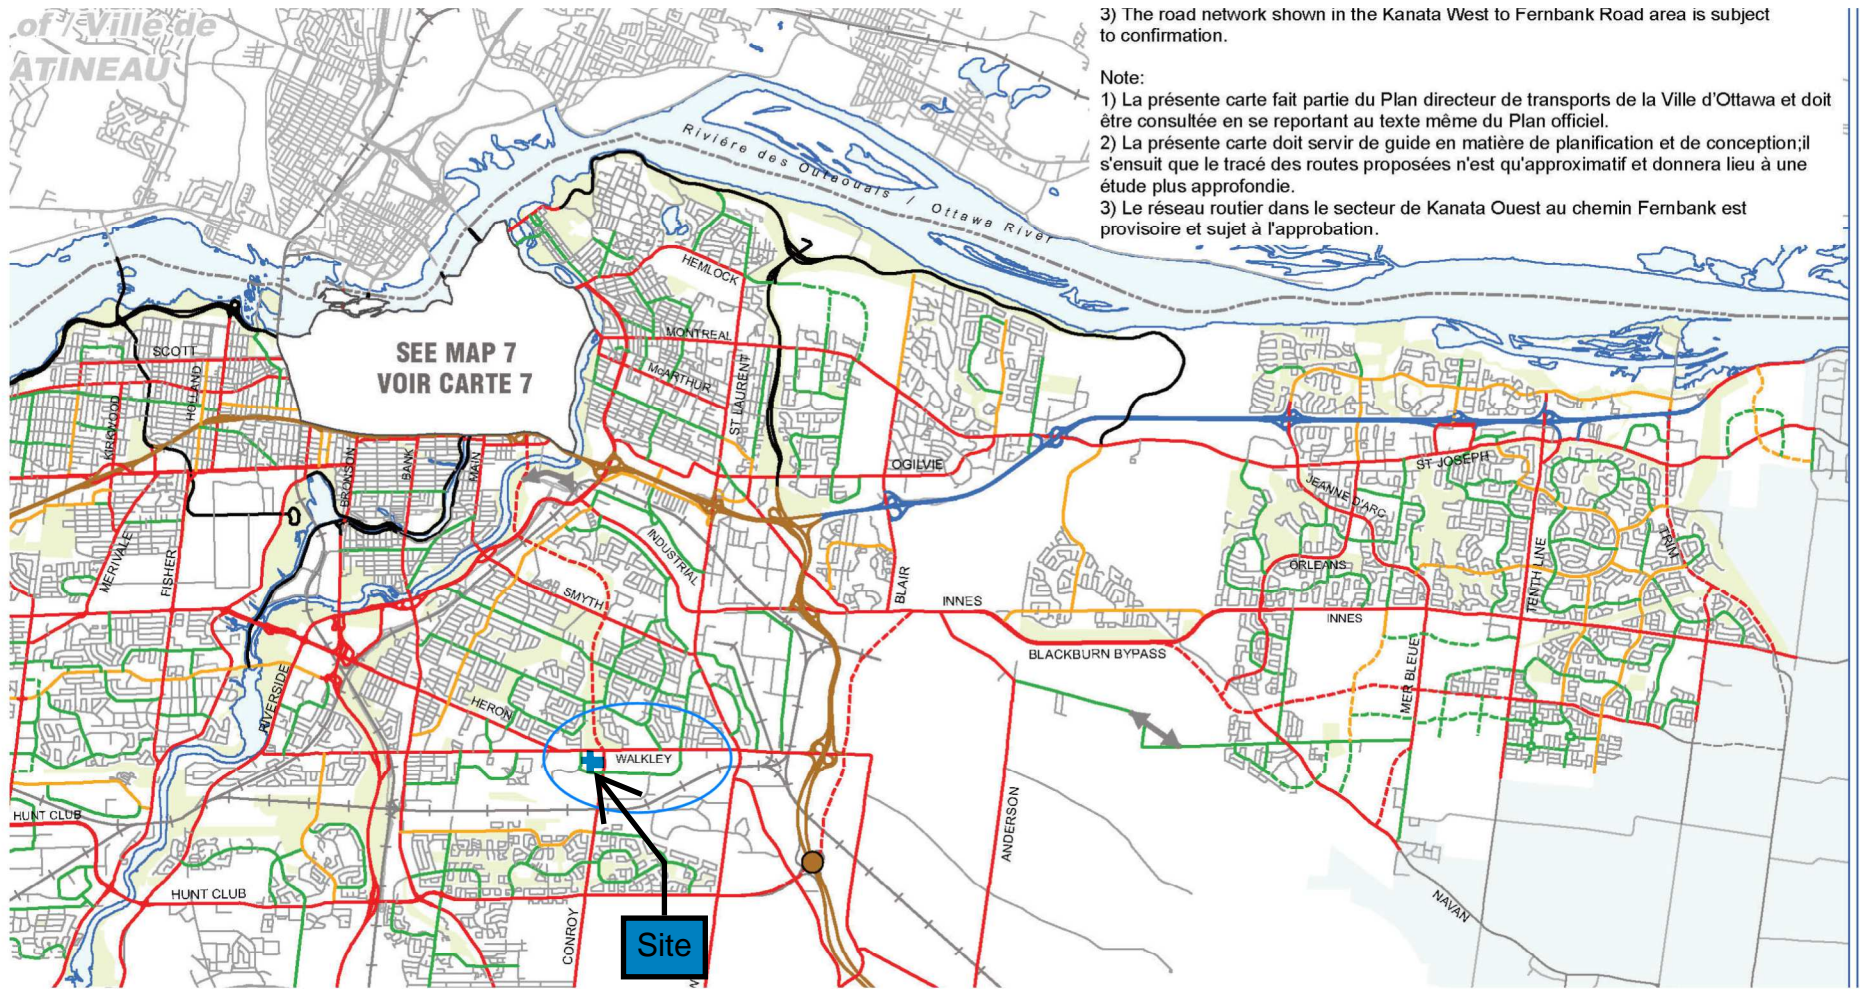 of / Ville de
ATINEAU
3) The road network shown in the Kanata West to Fernbank Road area is subject
to confirmation.
Note:
1) La présente carte fait partie du Plan directeur de transports de la Ville d'Ottawa et doit
être consultée en se reportant au texte même du Plan officiel.
2) La présente carte doit servir de guide en matière de planification et de conception;il
s'ensuit que le tracé des routes proposées n'est qu'approximatif et donnera lieu à une
étude plus approfondie.
3) Le réseau routier dans le secteur de Kanata Ouest au chemin Fernbank est
provisoire et sujet à l'approbation.
Riviére des Outaouais / Ottawa River
HEMLOCK
MONTREAL
SCOTT
SEE MAP 7
VOIR CARTE 7
McARTHUR
ST LAURENT
HOLLAND
KIRKWOOD
BRONSON
BANK
MAIN
OGILVIE
ST JOSEPH
JEANNE D'ARC
INDUSTRIAL
MERIVALE
FISHER
SMYTH
BLAIR
INNES
ORLEANS
TENTH LINE
TRIM
INNES
BLACKBURN BYPASS
MER BLEUE
RIVERSIDE
HERON
WALKLEY
HUNT CLUB
ANDERSON
HUNT CLUB
CONROY
NAVAN
Site